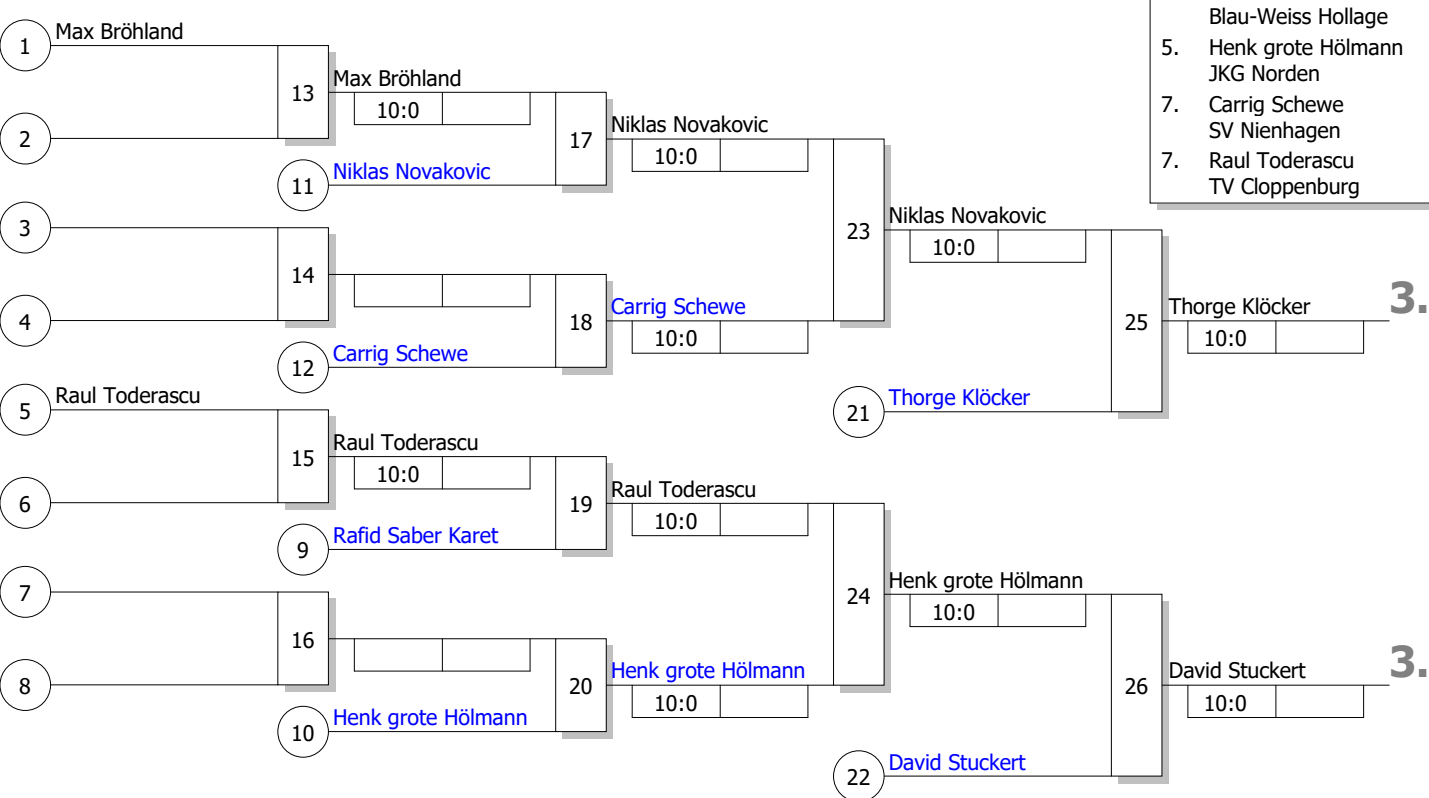 Blau-Weiss Hollage
5. Henk grote Hölmann
JKG Norden
7. Carrig Schewe
SV Nienhagen
7. Raul Toderascu
TV Cloppenburg
1 Max Bröhland
2
13 Max Bröhland
10:0
11 Niklas Novakovic
17 Niklas Novakovic
10:0
3
4
14
12 Carrig Schewe
18 Carrig Schewe
10:0
23 Niklas Novakovic
10:0
21 Thorge Klöcker
25 Thorge Klöcker 3.
10:0
5 Raul Toderascu
6
15 Raul Toderascu
10:0
9 Rafid Saber Karet
19 Raul Toderascu
10:0
7
8
16
10 Henk grote Hölmann
20 Henk grote Hölmann
10:0
24 Henk grote Hölmann
10:0
22 David Stuckert
26 David Stuckert 3.
10:0